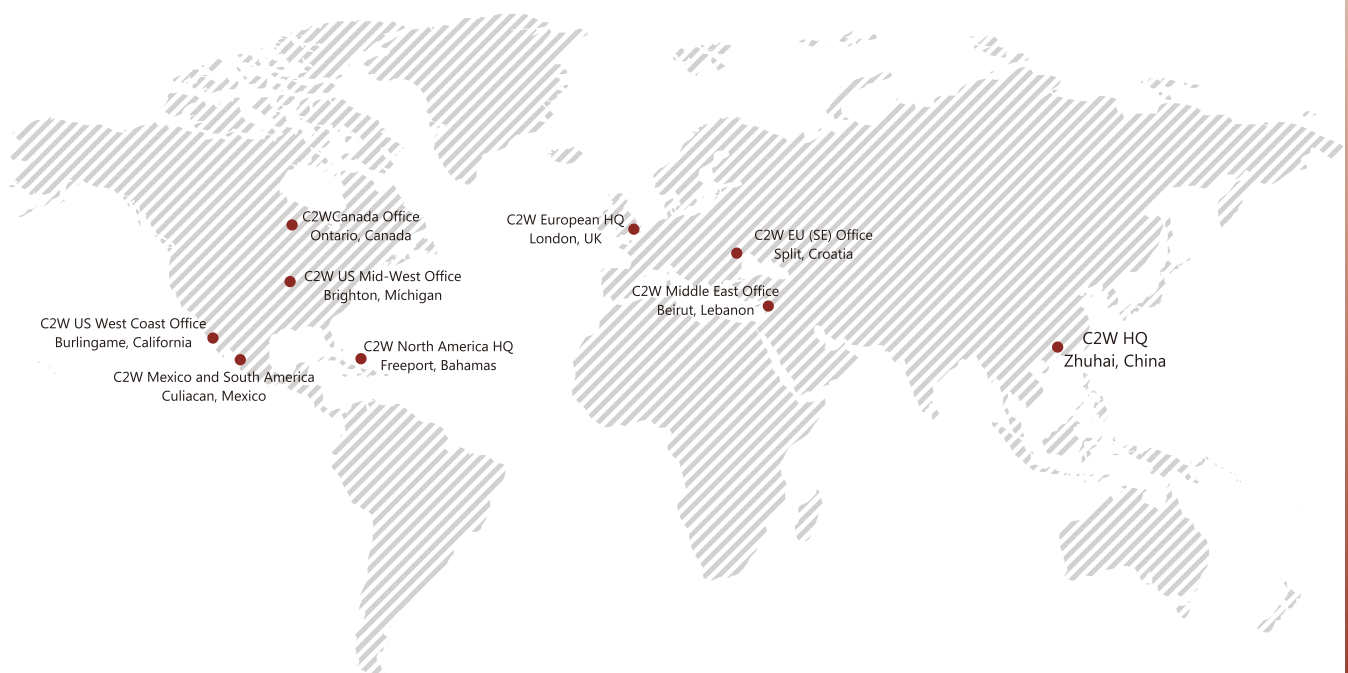 C2WCanada Office
Ontario, Canada
C2W European HQ
London, UK
C2W EU (SE) Office
Split, Croatia
C2W US Mid-West Office
Brighton, Míchigan
C2W Middle East Office
Beirut, Lebanon
C2W US West Coast Office
Burlingame, California
C2W North America HQ
Freeport, Bahamas
C2W HQ
Zhuhai, China
C2W Mexico and South America
Culiacan, Mexico